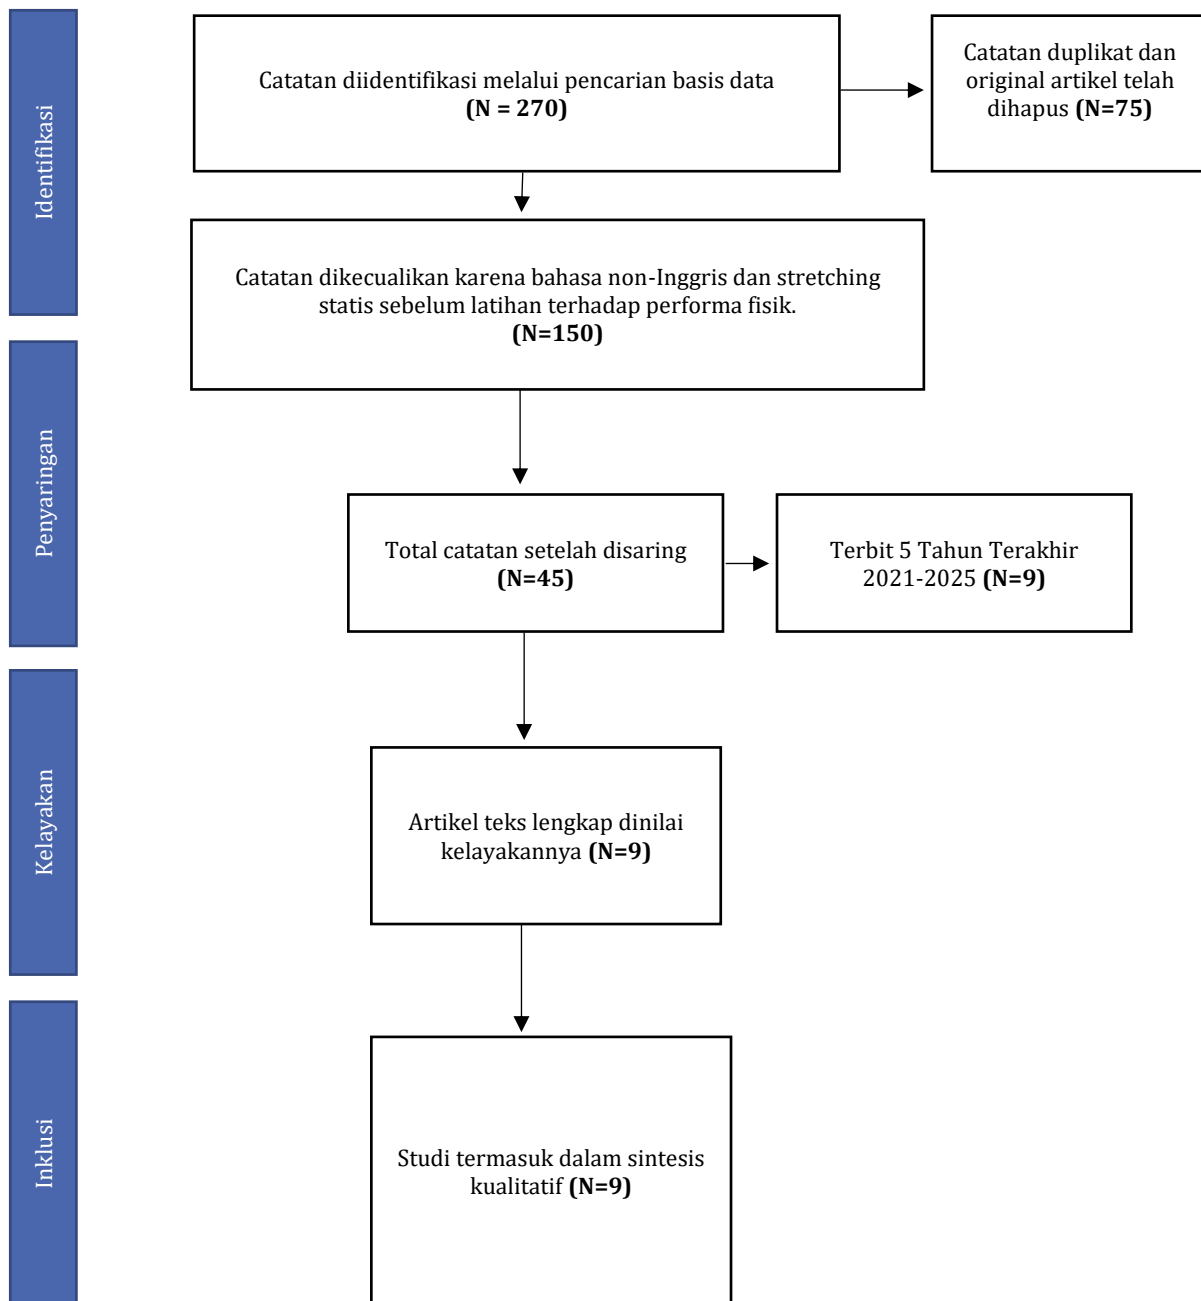 Identifikasi
Catatan diidentifikasi melalui pencarian basis data
(N = 270)
Catatan duplikat dan
original artikel telah
dihapus (N=75)
Catatan dikecualikan karena bahasa non-Inggris dan stretching
statis sebelum latihan terhadap performa fisik.
(N=150)
Penyaringan
Total catatan setelah disaring
(N=45)
Terbit 5 Tahun Terakhir
2021-2025 (N=9)
Kelayakan
Artikel teks lengkap dinilai
kelayakannya (N=9)
Inklusi
Studi termasuk dalam sintesis
kualitatif (N=9)